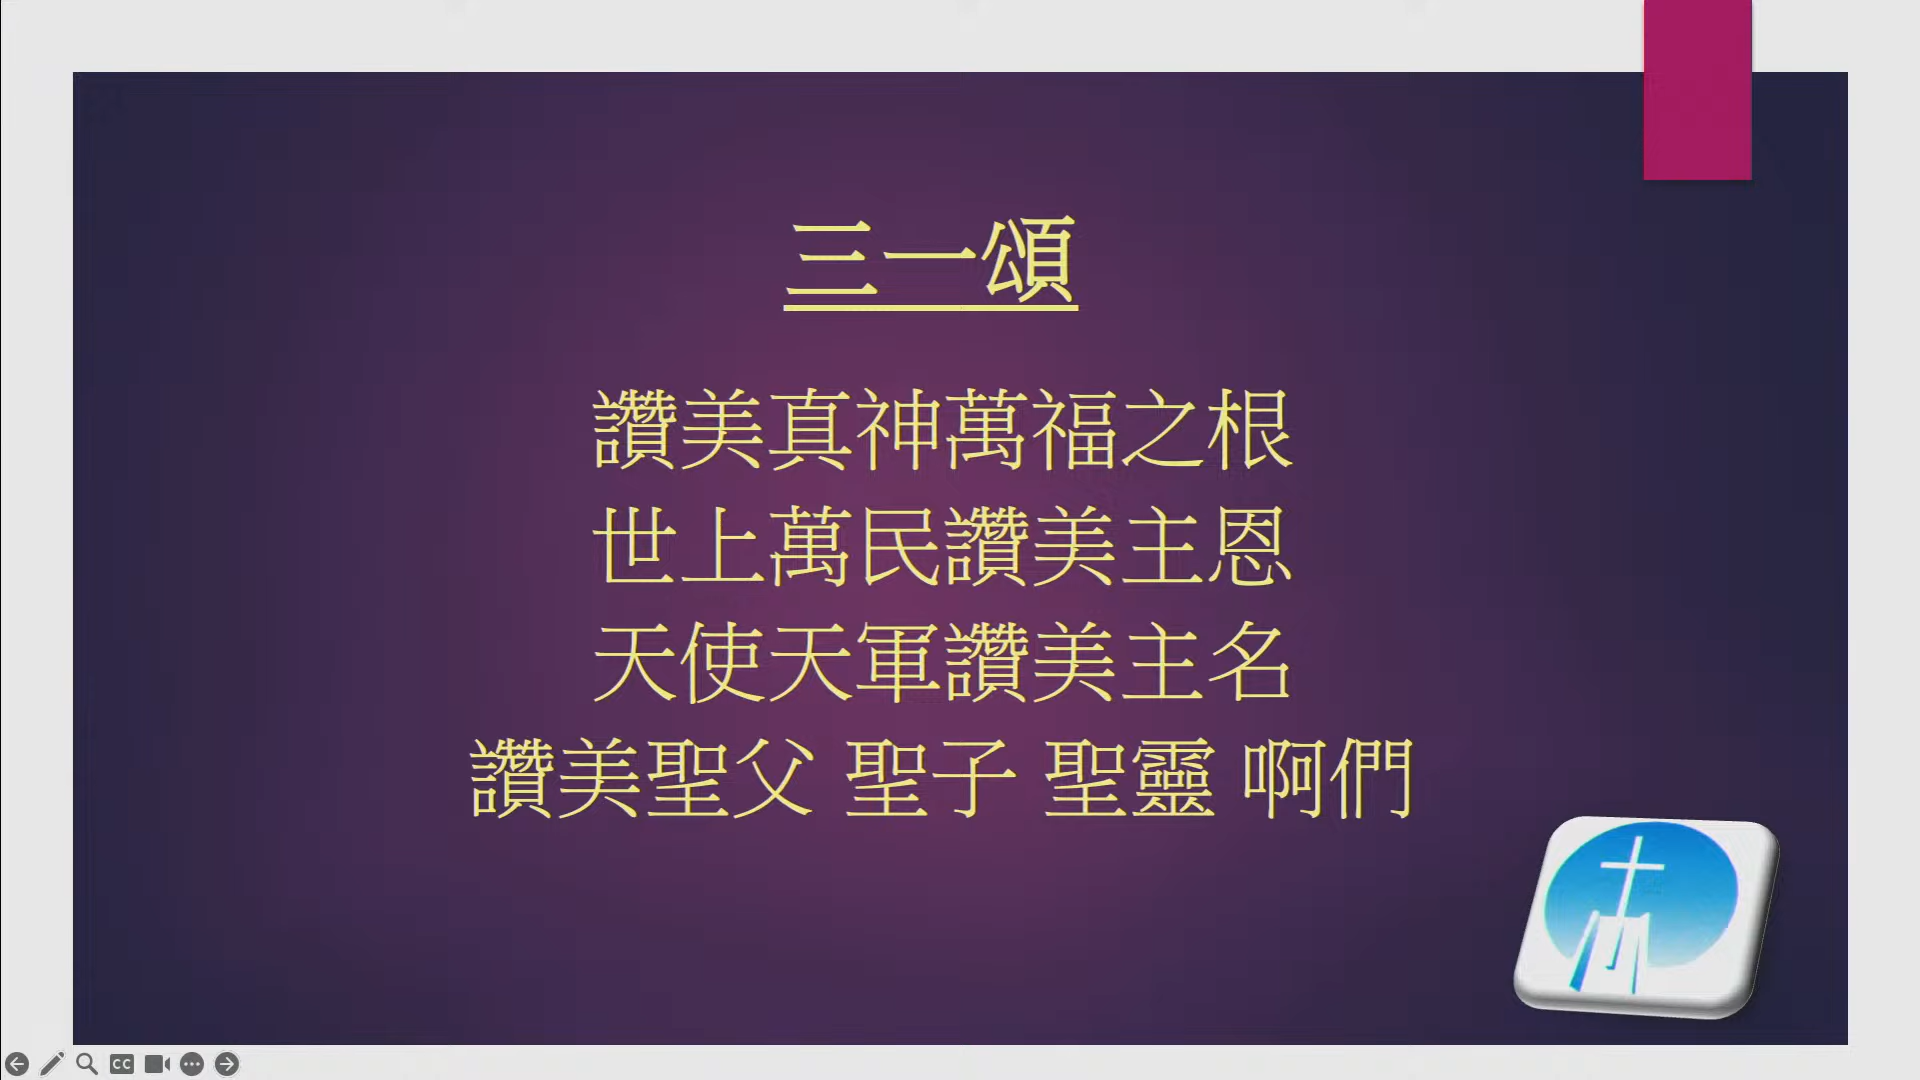 三一頌
讚美真神萬福之根
世上萬民讚美主恩
天使天軍讚美主名
讚美聖父 聖子 聖靈 啊們
CC